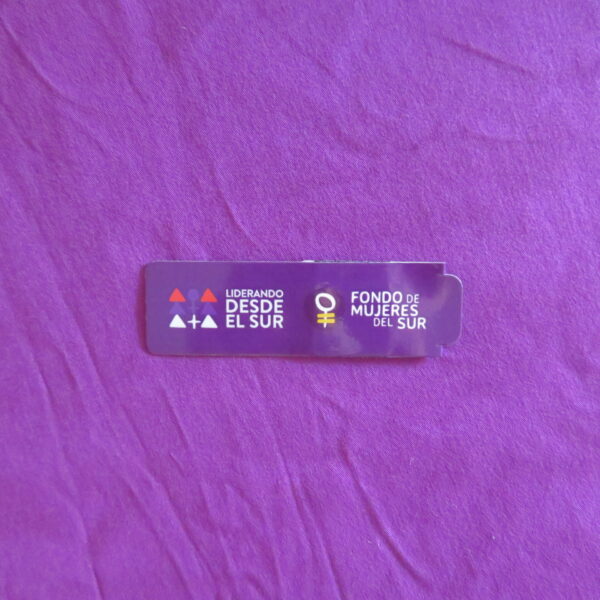 LIDERANDO
DESDE
EL SUR
FONDO DE
MUJERES
DEL SUR